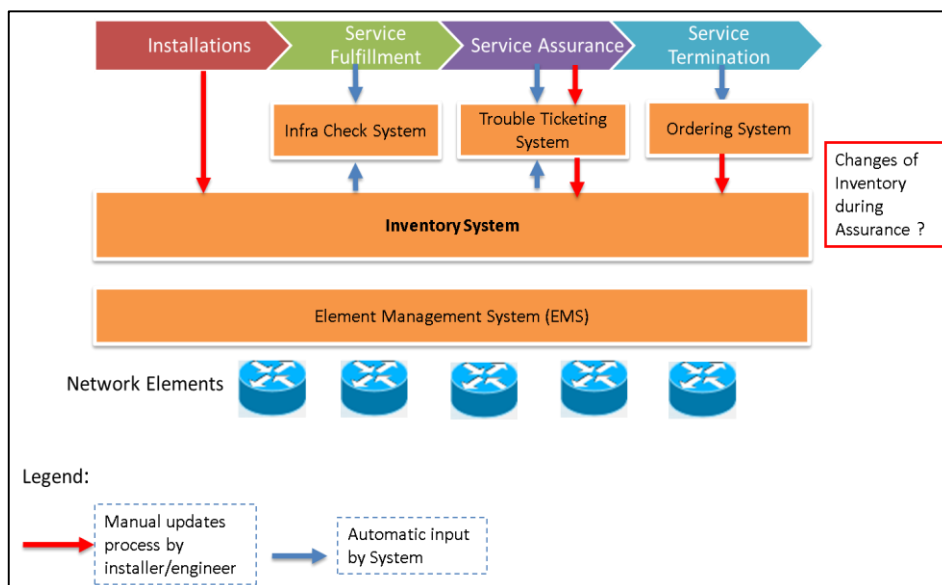 Installations
Service
Fulfillment
Service Assurance
Service
Termination
Infra Check System
Trouble Ticketing
System
Ordering System
Changes of
Inventory
during
Assurance ?
Inventory System
Element Management System (EMS)
Network Elements
Legend:
Manual updates
process by
installer/engineer
Automatic input
by System